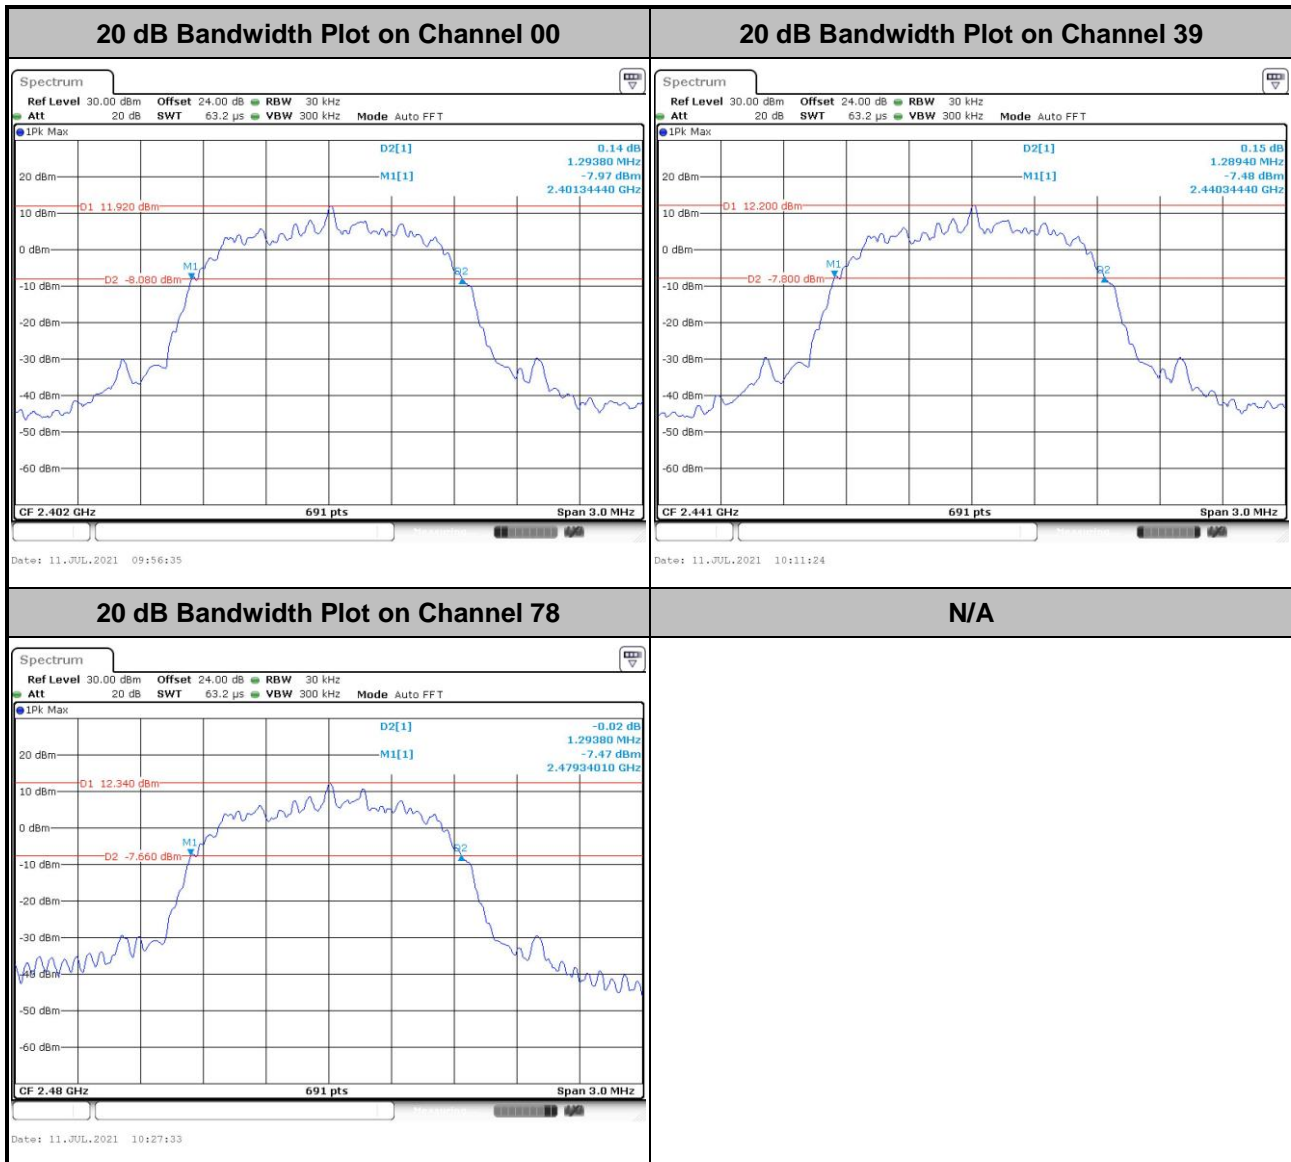 20 dB Bandwidth Plot on Channel 00
20 dB Bandwidth Plot on Channel 39
Spectrum
Ref Level 30.00 dBm Offset 24.00 dB RBW 30 kHz
Att 20 dB SWT 63.2 µs VBW 300 kHz Mode Auto FFT
1Pk Max
D2[1] 0.14 dB
1.29380 MHz
M1[1] -7.97 dBm
2.40134440 GHz
20 dBm
D1 11.920 dBm
10 dBm
0 dBm
M1
D2
D2 -8.080 dBm
-10 dBm
-20 dBm
-30 dBm
-40 dBm
-50 dBm
-60 dBm
CF 2.402 GHz 691 pts Span 3.0 MHz
Date: 11.JUL.2021 09:56:35
Spectrum
Ref Level 30.00 dBm Offset 24.00 dB RBW 30 kHz
Att 20 dB SWT 63.2 µs VBW 300 kHz Mode Auto FFT
1Pk Max
D2[1] 0.15 dB
1.28940 MHz
M1[1] -7.48 dBm
2.44034440 GHz
20 dBm
D1 12.200 dBm
10 dBm
0 dBm
M1
D2
D2 -7.800 dBm
-10 dBm
-20 dBm
-30 dBm
-40 dBm
-50 dBm
-60 dBm
CF 2.441 GHz 691 pts Span 3.0 MHz
Date: 11.JUL.2021 10:11:24
20 dB Bandwidth Plot on Channel 78
N/A
Spectrum
Ref Level 30.00 dBm Offset 24.00 dB RBW 30 kHz
Att 20 dB SWT 63.2 µs VBW 300 kHz Mode Auto FFT
1Pk Max
D2[1] -0.02 dB
1.29380 MHz
M1[1] -7.47 dBm
2.47934010 GHz
20 dBm
D1 12.340 dBm
10 dBm
0 dBm
M1
D2
D2 -7.660 dBm
-10 dBm
-20 dBm
-30 dBm
-40 dBm
-50 dBm
-60 dBm
CF 2.48 GHz 691 pts Span 3.0 MHz
Date: 11.JUL.2021 10:27:33